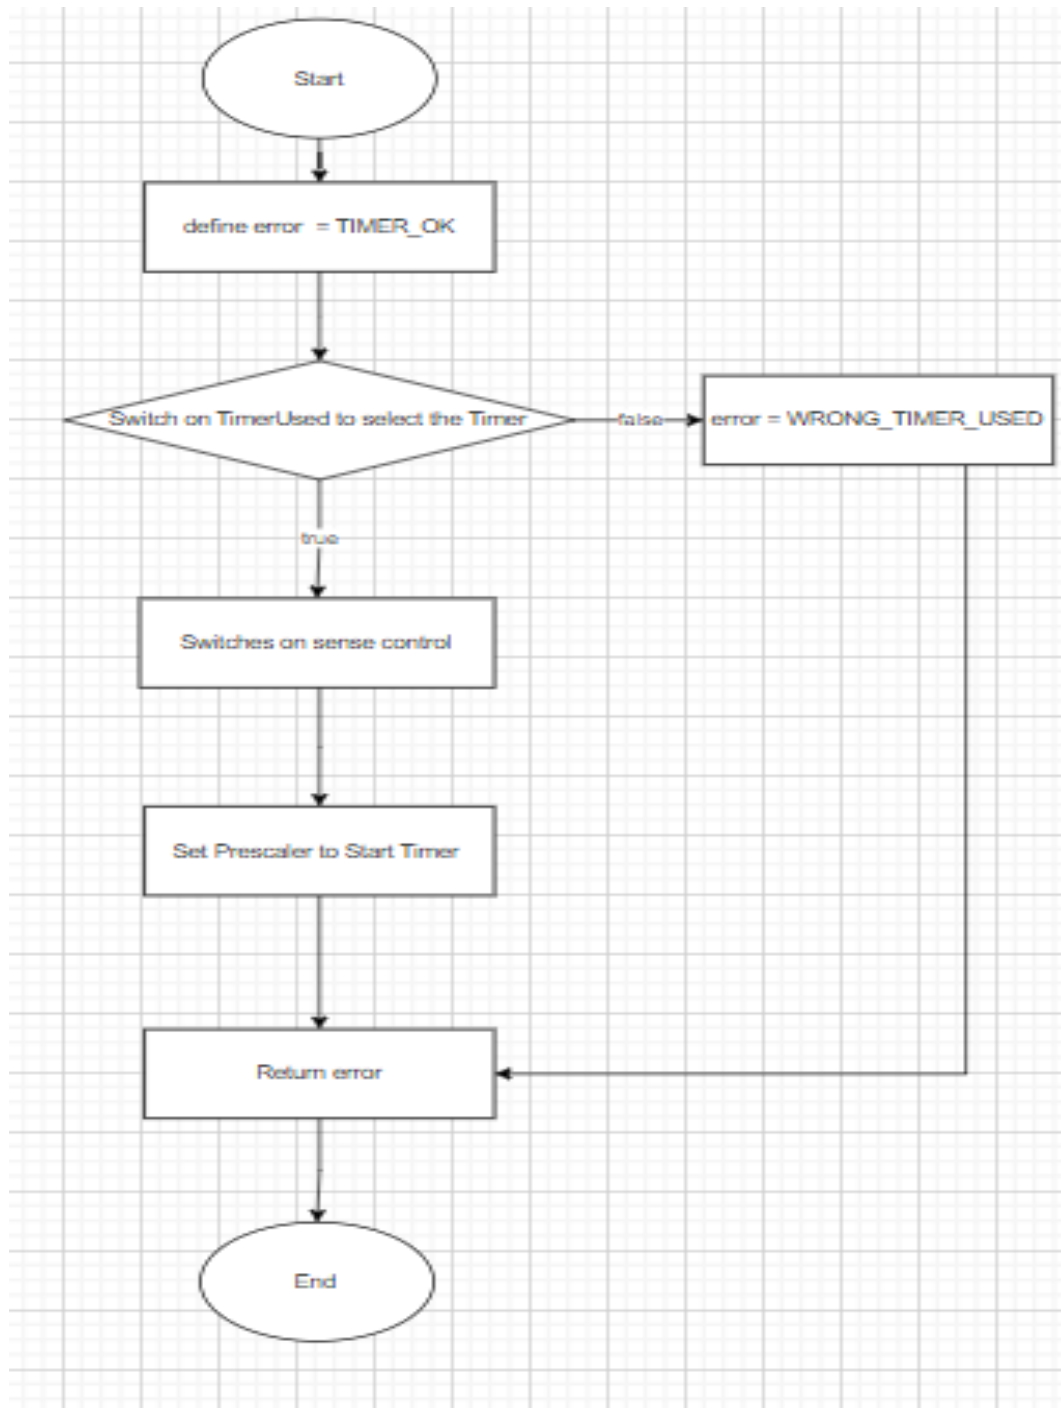 Start
define error = TIMER_OK
Switch on TimerUsed to select the Timer
false
error = WRONG_TIMER_USED
true
Switches on sense control
Set Prescaler to Start Timer
Return error
End